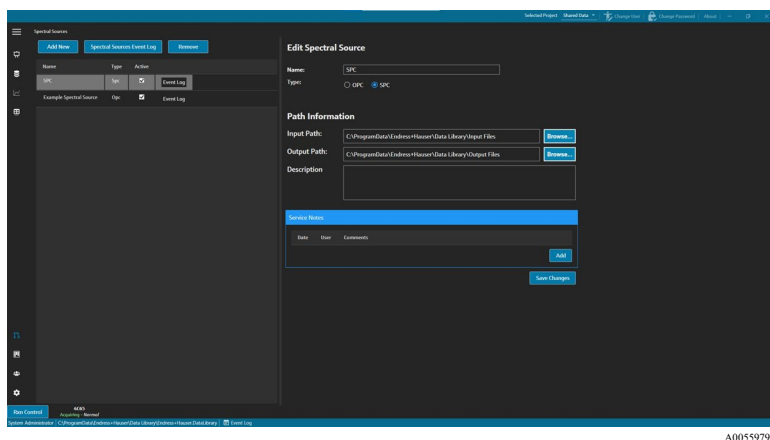 Selected Project Shared Data Change User Change Password About
Spectral Sources
Add New Spectral Sources Event Log Remove
Name Type Active
SPC Spc Event Log
Example Spectral Source Opc Event Log
Edit Spectral Source
Name: SPC
Type: OPC SPC
Path Information
Input Path: C:\ProgramData\Endress+Hauser\Data Library\Input Files Browse...
Output Path: C:\ProgramData\Endress+Hauser\Data Library\Output Files Browse...
Description
Service Notes
Date User Comments
Add
Save Changes
Run Control
Acquiring - Normal
System Administrator C:\ProgramData\Endress+Hauser\Data Library\Endress+Hauser.DataLibrary Event Log
A0055979